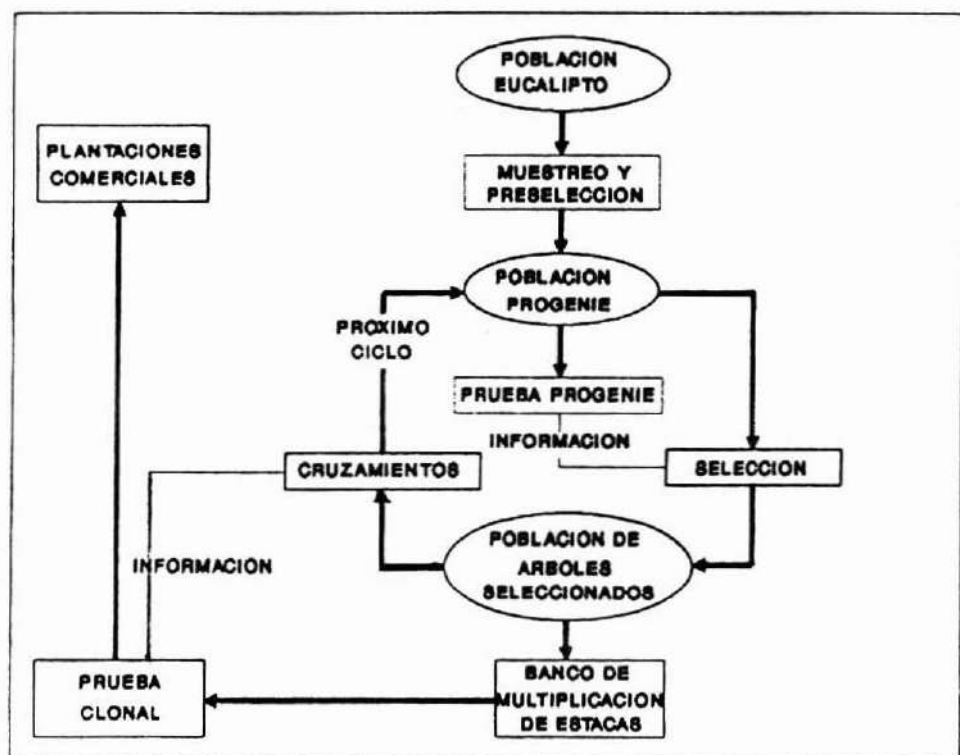 POBLACION
EUCALIPTO
PLANTACIONES
COMERCIALES
MUESTREO Y
PRESELECCION
POBLACION
PROGENIE
PROXIMO
CICLO
PRUEBA PROGENIE
INFORMACION
CRUZAMIENTOS
SELECCION
POBLACION DE
ARBOLES
SELECCIONADOS
INFORMACION
PRUEBA
CLONAL
BANCO DE
MULTIPLICACION
DE ESTACAS